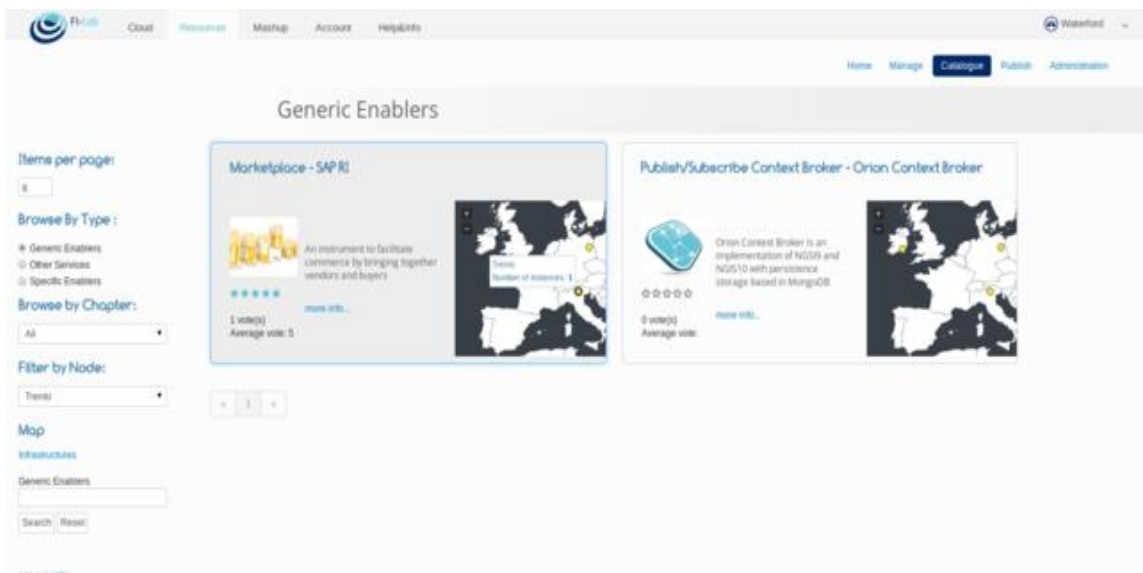 FI-Lab
Cloud
Resources
Mashup
Account
Help&Info
Waterford
Home
Manage
Catalogue
Publish
Administration
Generic Enablers
Items per page:
8
Browse By Type :
Generic Enablers
Other Services
Specific Enablers
Browse by Chapter:
All
Filter by Node:
Trento
Map
Infrastructures
Generic Enablers
Search
Reset
Marketplace - SAP RI
An instrument to facilitate
commerce by bringing together
vendors and buyers
more info...
1 vote(s)
Average vote: 5
+
-
Trento
Number of Instances: 1
Publish/Subscribe Context Broker - Orion Context Broker
Orion Context Broker is an
implementation of NGSI9 and
NGSI10 with persistence
storage based in MongoDB
more info...
0 vote(s)
Average vote:
+
-
«
1
»